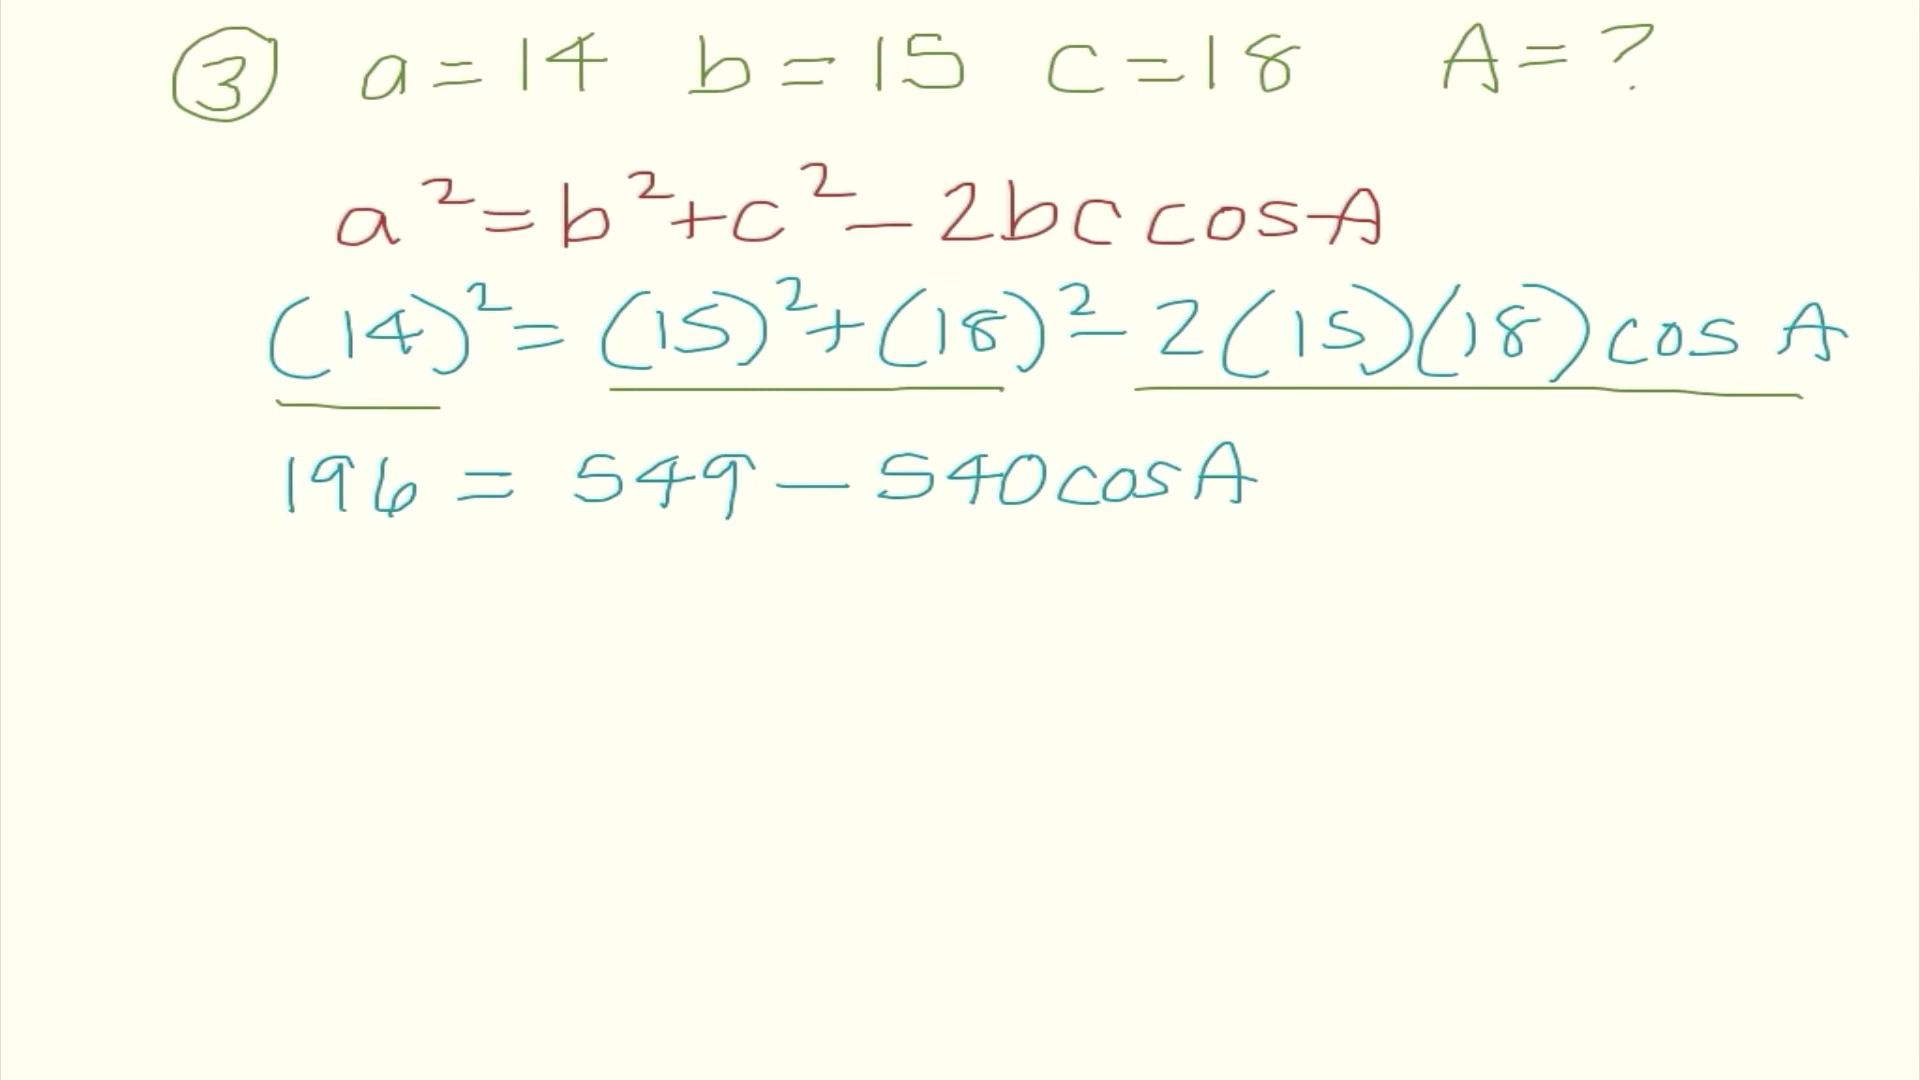 ③ a = 14 b = 15 c = 18 A = ?
a² = b² + c² - 2bc cos A
(14)² = (15)² + (18)² - 2(15)(18) cos A
196 = 549 - 540 cos A